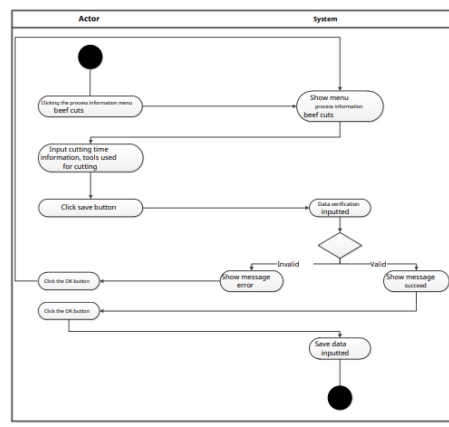 Actor
System
Clicking the process information menu
beef cuts
Show menu
process information
beef cuts
Input cutting time
information, tools used
for cutting
Click save button
Data verification
inputted
Invalid
Valid
Show message
error
Show message
succeed
Click the OK button
Click the OK button
Save data
inputted